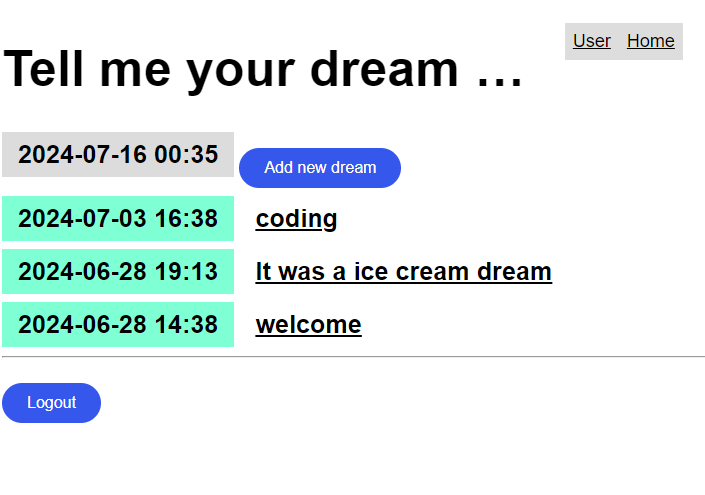 User Home
Tell me your dream …
2024-07-16 00:35 Add new dream
2024-07-03 16:38 coding
2024-06-28 19:13 It was a ice cream dream
2024-06-28 14:38 welcome
Logout